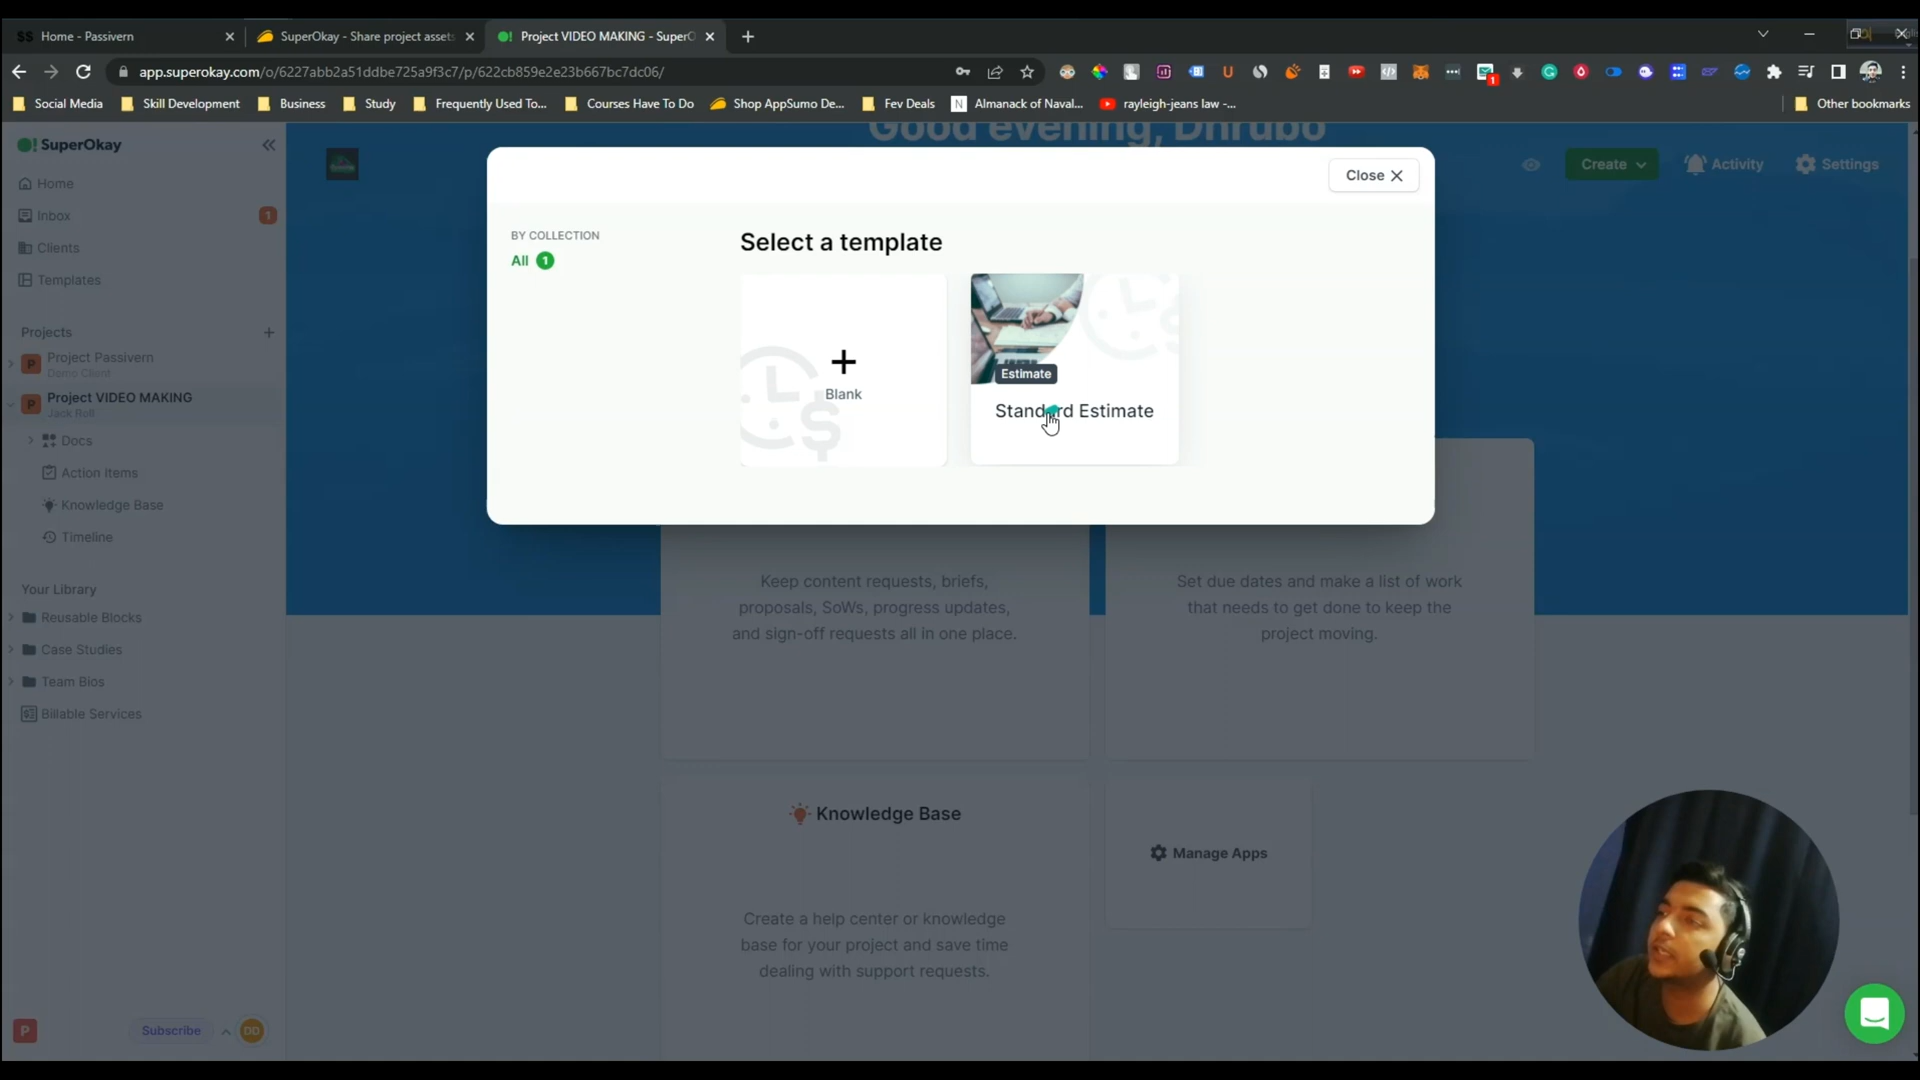 Home - Passivern
SuperOkay - Share project assets
Project VIDEO MAKING - SuperO
app.superokay.com/o/6227abb2a51ddbe725a9f3c7/p/622cb859e2e23b667bc7dc06/
Social Media
Skill Development
Business
Study
Frequently Used To...
Courses Have To Do
Shop AppSumo De...
Fev Deals
Almanack of Naval...
rayleigh-jeans law -...
Other bookmarks
SuperOkay
Good evening, Dhrubo
Home
Inbox
1
Clients
Templates
Create
Activity
Settings
Close
BY COLLECTION
All 1
Select a template
Blank
Estimate
Standard Estimate
Projects
Project Passivern
Demo Client
Project VIDEO MAKING
Jack Roll
Docs
Action Items
Knowledge Base
Timeline
Your Library
Reusable Blocks
Case Studies
Team Bios
Billable Services
Keep content requests, briefs,
proposals, SoWs, progress updates,
and sign-off requests all in one place.
Set due dates and make a list of work
that needs to get done to keep the
project moving.
Knowledge Base
Create a help center or knowledge
base for your project and save time
dealing with support requests.
Manage Apps
P
Subscribe
DD